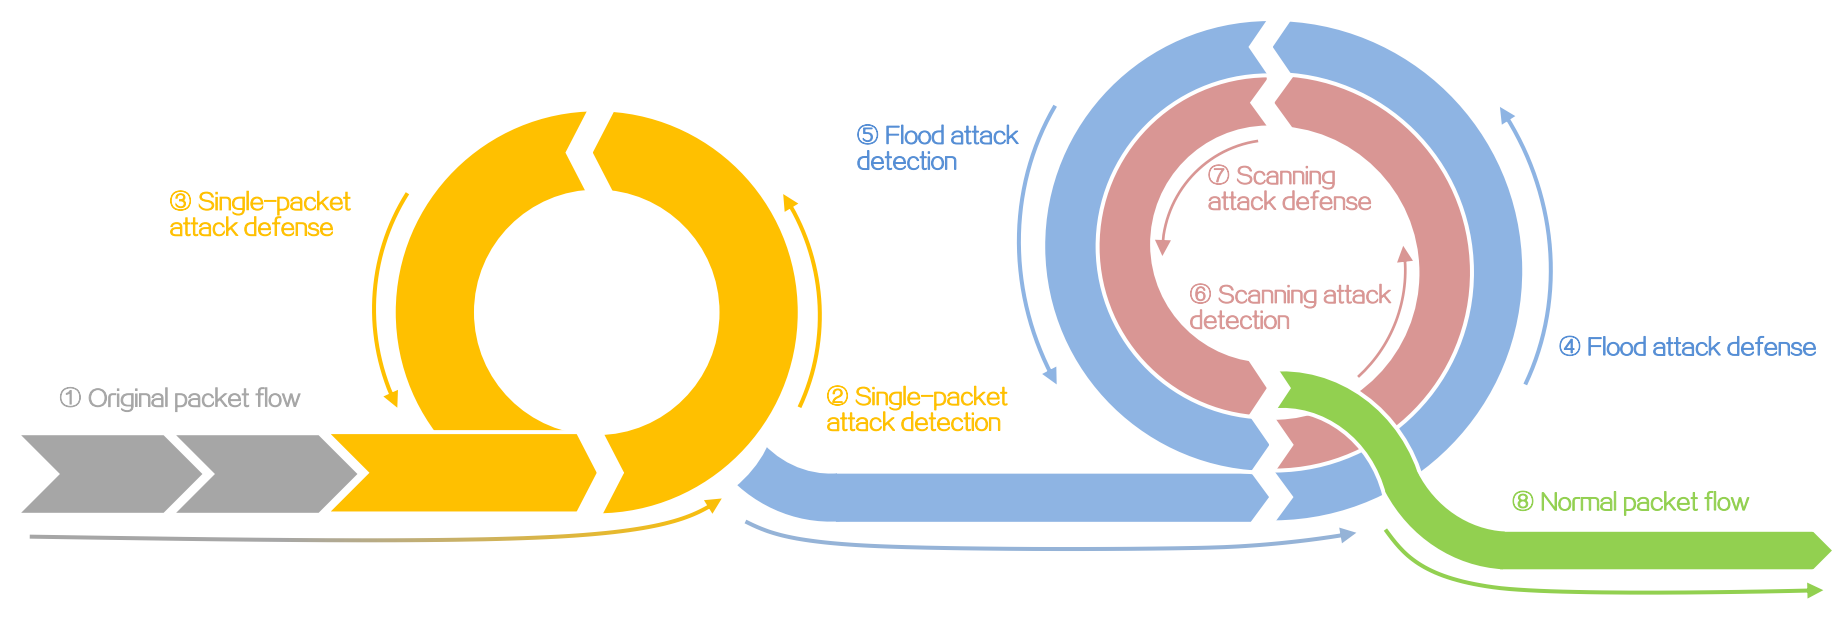 ① Original packet flow
② Single-packet
attack detection
③ Single-packet
attack defense
④ Flood attack defense
⑤ Flood attack
detection
⑥ Scanning attack
detection
⑦ Scanning
attack defense
⑧ Normal packet flow